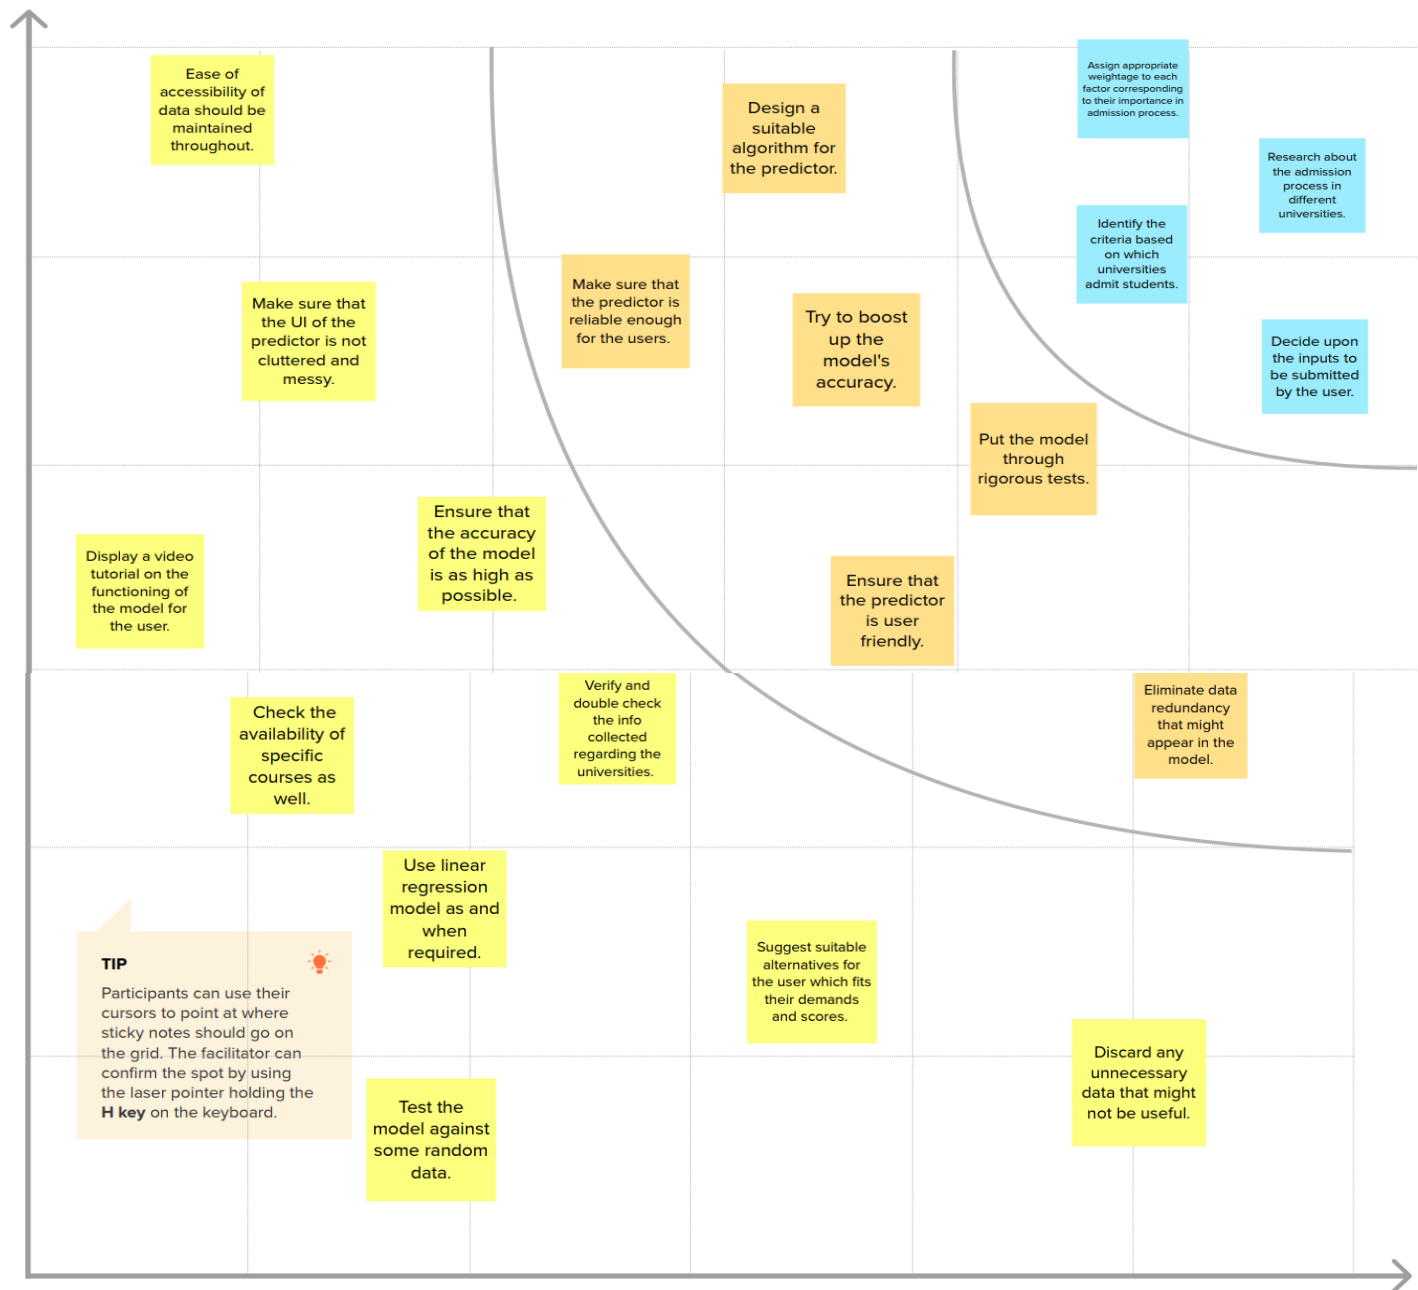 Ease of
accessibility of
data should be
maintained
throughout.
Design a
suitable
algorithm for
the predictor.
Assign appropriate
weightage to each
factor corresponding
to their importance in
admission process.
Research about
the admission
process in
different
universities.
Identify the
criteria based
on which
universities
admit students.
Make sure that
the UI of the
predictor is not
cluttered and
messy.
Make sure that
the predictor is
reliable enough
for the users.
Try to boost
up the
model's
accuracy.
Decide upon
the inputs to
be submitted
by the user.
Put the model
through
rigorous tests.
Display a video
tutorial on the
functioning of
the model for
the user.
Ensure that
the accuracy
of the model
is as high as
possible.
Ensure that
the predictor
is user
friendly.
Check the
availability of
specific
courses as
well.
Verify and
double check
the info
collected
regarding the
universities.
Eliminate data
redundancy
that might
appear in the
model.
Use linear
regression
model as and
when
required.
TIP
Participants can use their
cursors to point at where
sticky notes should go on
the grid. The facilitator can
confirm the spot by using
the laser pointer holding the
H key on the keyboard.
Suggest suitable
alternatives for
the user which fits
their demands
and scores.
Discard any
unnecessary
data that might
not be useful.
Test the
model against
some random
data.